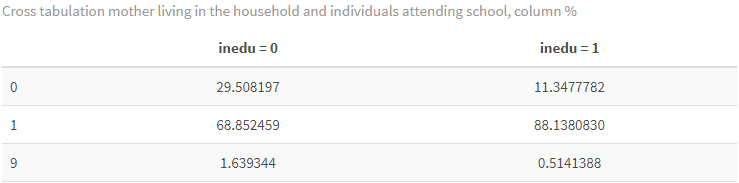 Cross tabulation mother living in the household and individuals attending school, column %
inedu = 0 inedu = 1
0 29.508197 11.3477782
1 68.852459 88.1380830
9 1.639344 0.5141388